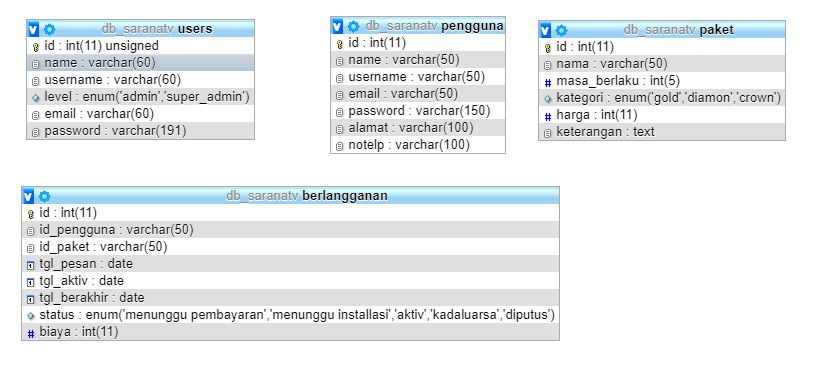 db_saranatv users
id : int(11) unsigned
name : varchar(60)
username : varchar(60)
level : enum('admin','super_admin')
email : varchar(60)
password : varchar(191)
db_saranatv pengguna
id : int(11)
name : varchar(50)
username : varchar(50)
email : varchar(50)
password : varchar(150)
alamat : varchar(100)
notelp : varchar(100)
db_saranatv paket
id : int(11)
nama : varchar(50)
masa_berlaku : int(5)
kategori : enum('gold','diamon','crown')
harga : int(11)
keterangan : text
db_saranatv berlangganan
id : int(11)
id_pengguna : varchar(50)
id_paket : varchar(50)
tgl_pesan : date
tgl_aktiv : date
tgl_berakhir : date
status : enum('menunggu pembayaran','menunggu installasi','aktiv','kadaluarsa','diputus')
biaya : int(11)